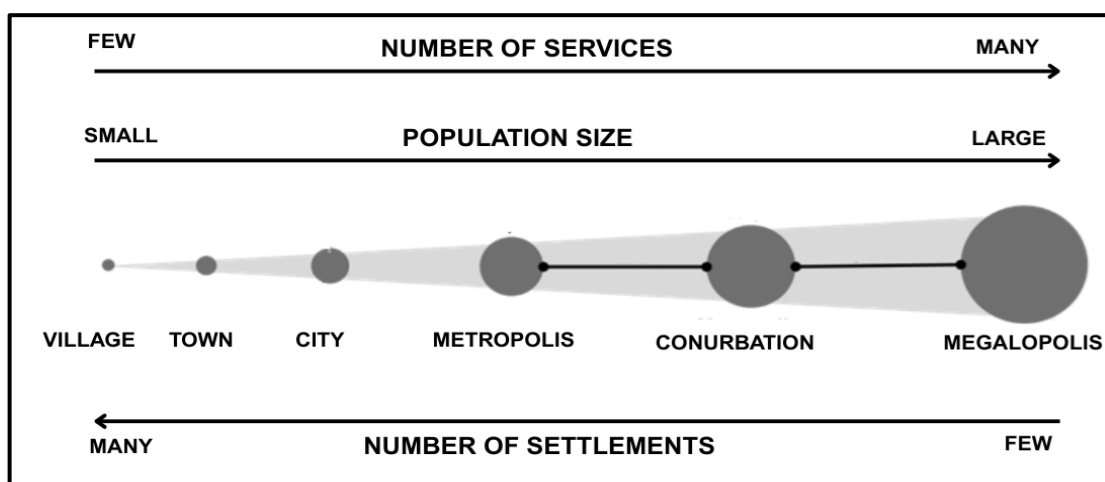 FEW NUMBER OF SERVICES MANY
SMALL POPULATION SIZE LARGE
VILLAGE TOWN CITY METROPOLIS CONURBATION MEGALOPOLIS
MANY NUMBER OF SETTLEMENTS FEW